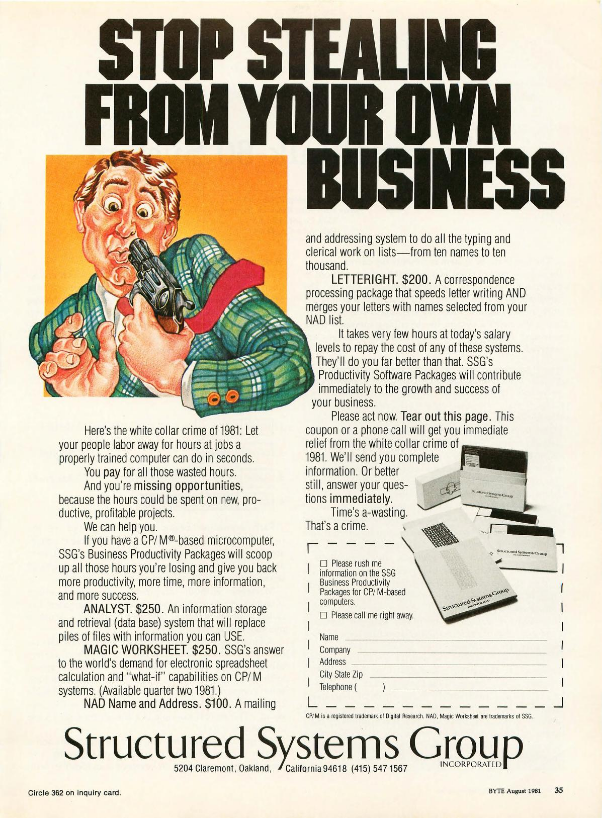 STOP STEALING
FROM YOUR OWN
BUSINESS
Here's the white collar crime of 1981: Let
your people labor away for hours at jobs a
properly trained computer can do in seconds.
You pay for all those wasted hours.
And you're missing opportunities,
because the hours could be spent on new, pro-
ductive, profitable projects.
We can help you.
If you have a CP/M®-based microcomputer,
SSG's Business Productivity Packages will scoop
up all those hours you're losing and give you back
more productivity, more time, more information,
and more success.
ANALYST. $250. An information storage
and retrieval (data base) system that will replace
piles of files with information you can USE.
MAGIC WORKSHEET. $250. SSG's answer
to the world's demand for electronic spreadsheet
calculation and "what-if" capabilities on CP/M
systems. (Available quarter two 1981.)
NAD Name and Address. $100. A mailing
and addressing system to do all the typing and
clerical work on lists—from ten names to ten
thousand.
LETTERIGHT. $200. A correspondence
processing package that speeds letter writing AND
merges your letters with names selected from your
NAD list.
It takes very few hours at today's salary
levels to repay the cost of any of these systems.
They'll do you far better than that. SSG's
Productivity Software Packages will contribute
immediately to the growth and success of
your business.
Please act now. Tear out this page. This
coupon or a phone call will get you immediate
relief from the white collar crime of
1981. We'll send you complete
information. Or better
still, answer your ques-
tions immediately.
Time's a-wasting.
That's a crime.
Structured Systems Group
Structured Systems Group
Structured Systems Group
☐ Please rush me
information on the SSG
Business Productivity
Packages for CP/M-based
computers.
☐ Please call me right away.
Name
Company
Address
City State Zip
Telephone ( )
CP/M is a registered trademark of Digital Research. NAD, Magic Worksheet are trademarks of SSG.
Structured Systems Group
INCORPORATED
5204 Claremont, Oakland, California 94618 (415) 547 1567
Circle 362 on inquiry card.
BYTE August 1981 35